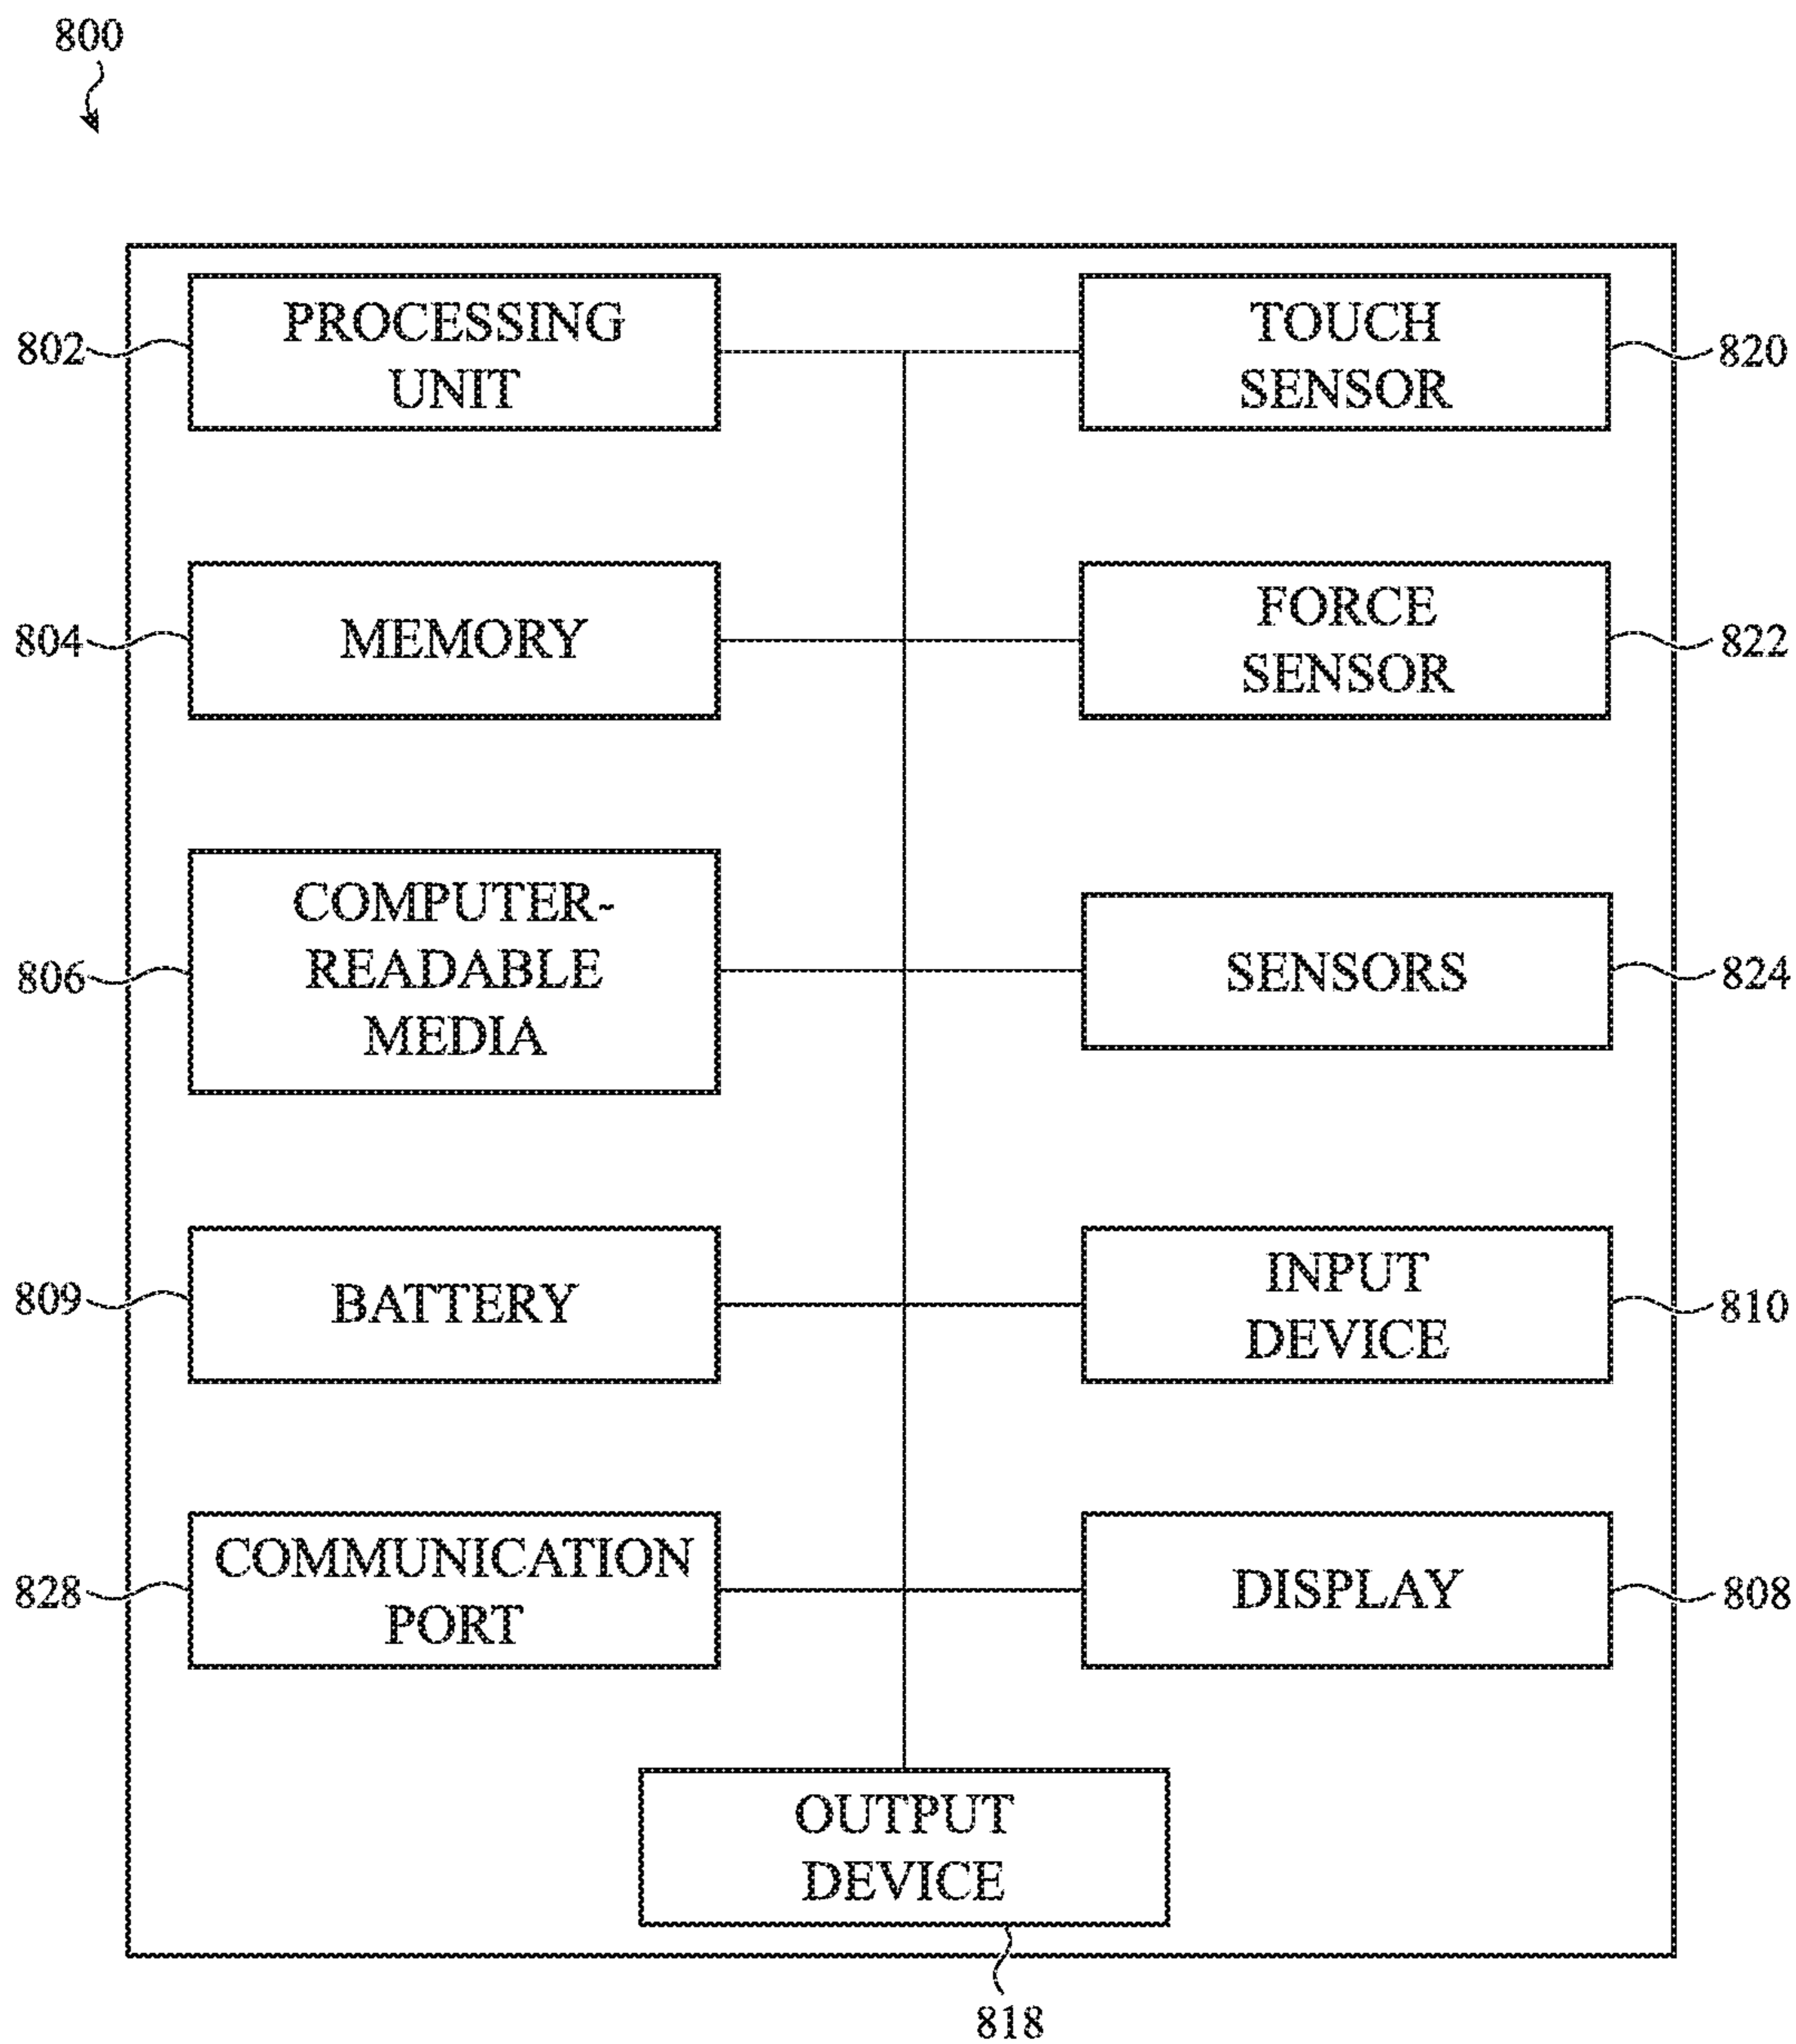 800
802
PROCESSING
UNIT
TOUCH
SENSOR
820
804
MEMORY
FORCE
SENSOR
822
806
COMPUTER-
READABLE
MEDIA
SENSORS
824
809
BATTERY
INPUT
DEVICE
810
828
COMMUNICATION
PORT
DISPLAY
808
OUTPUT
DEVICE
818